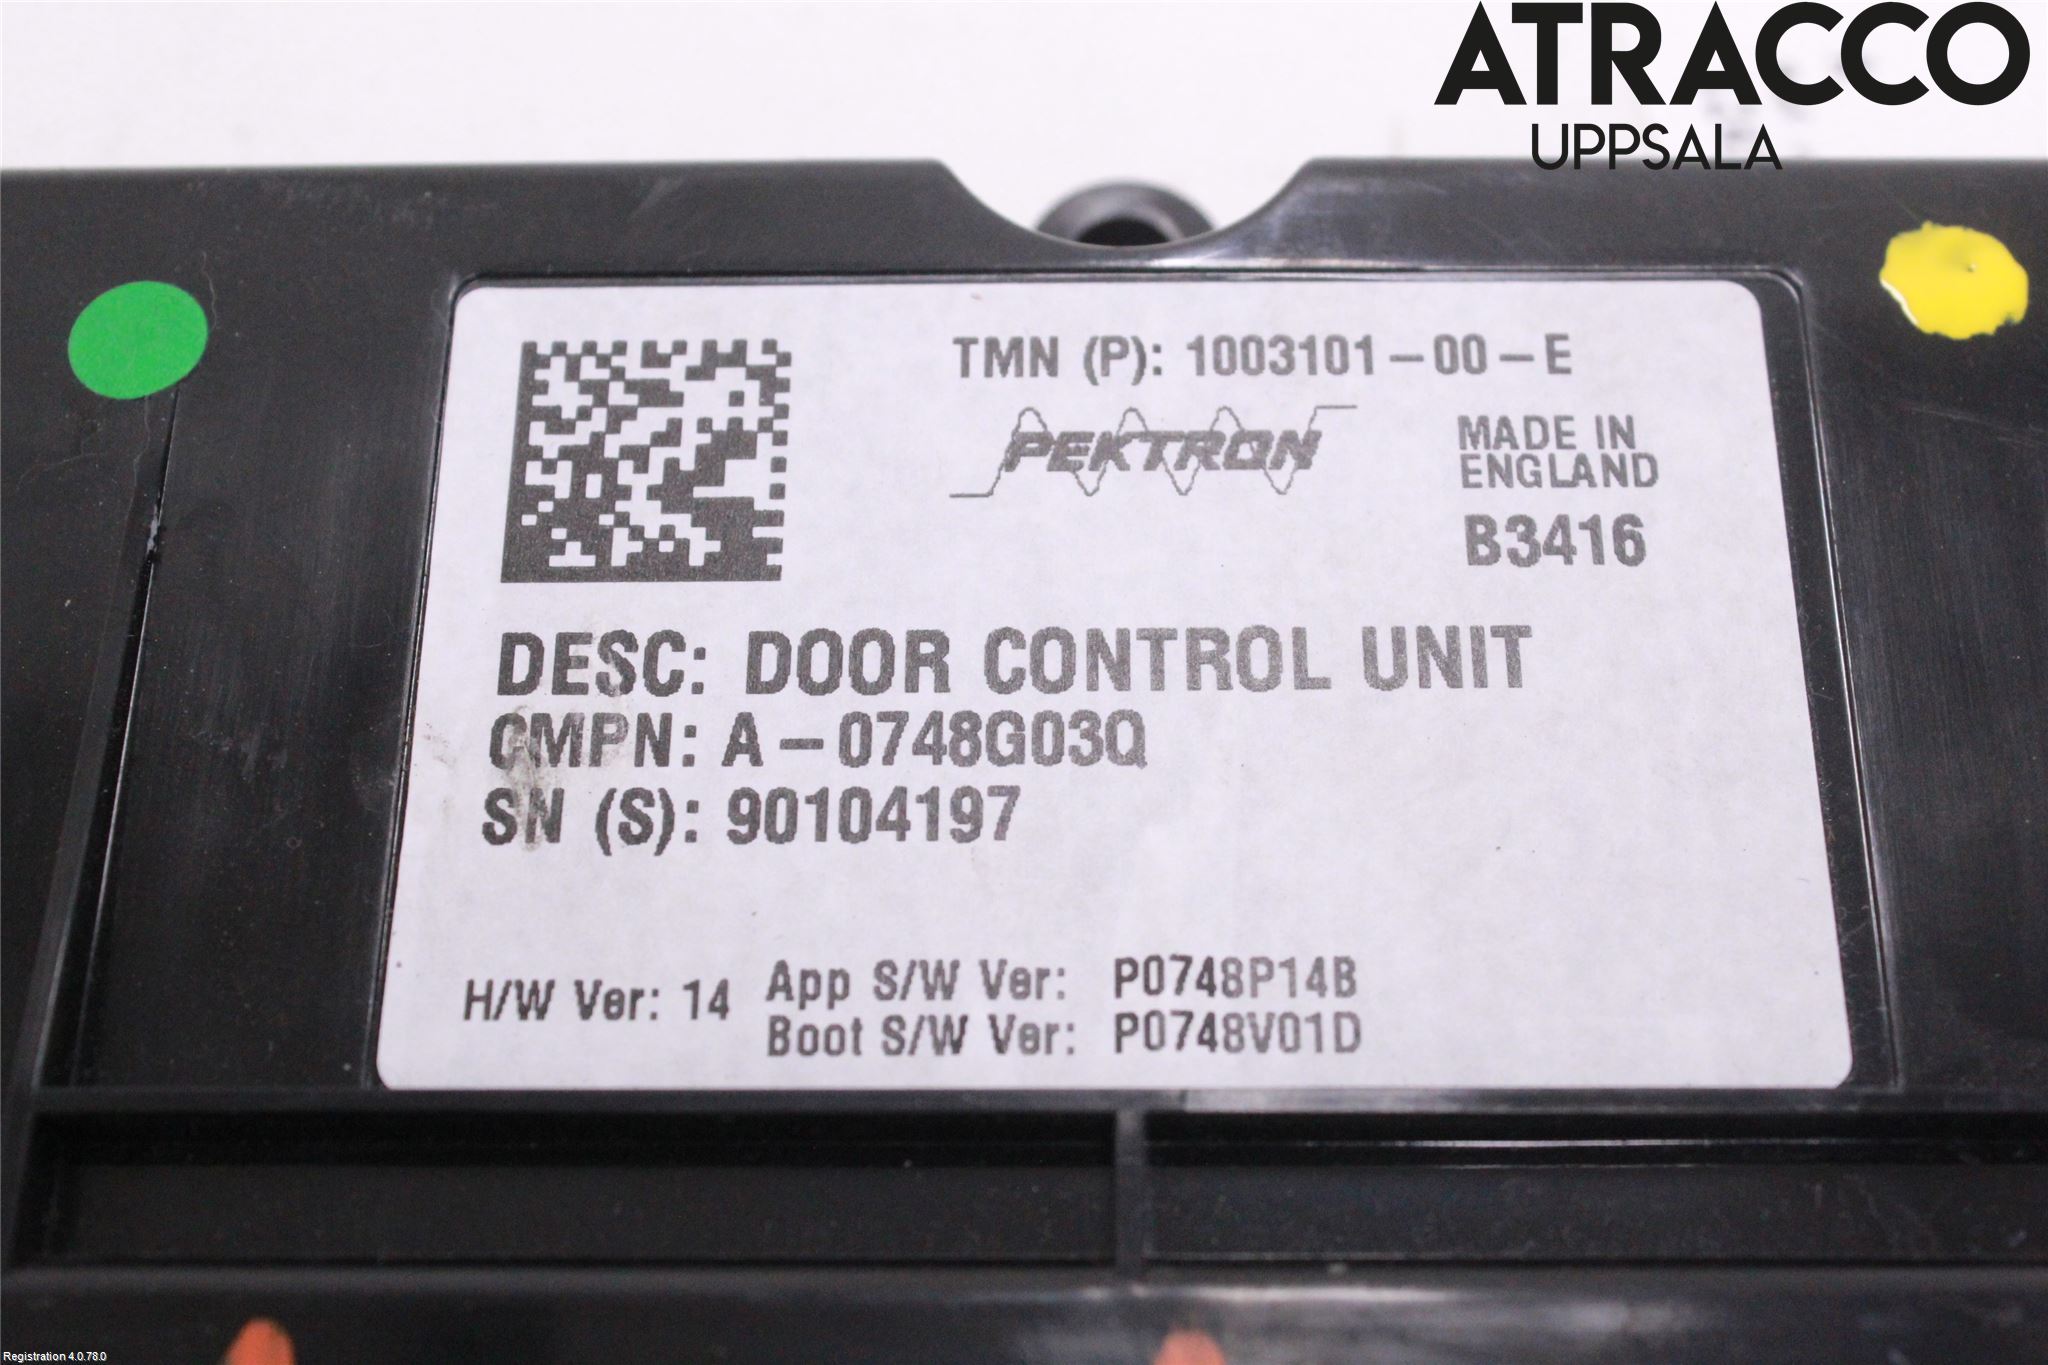 ATRACCO
UPPSALA
TMN (P): 1003101-00-E
PEKTRON
MADE IN
ENGLAND
B3416
DESC: DOOR CONTROL UNIT
CMPN: A-0748G03Q
SN (S): 90104197
H/W Ver: 14
App S/W Ver: P0748P14B
Boot S/W Ver: P0748V01D
Registration 4.0.78.0